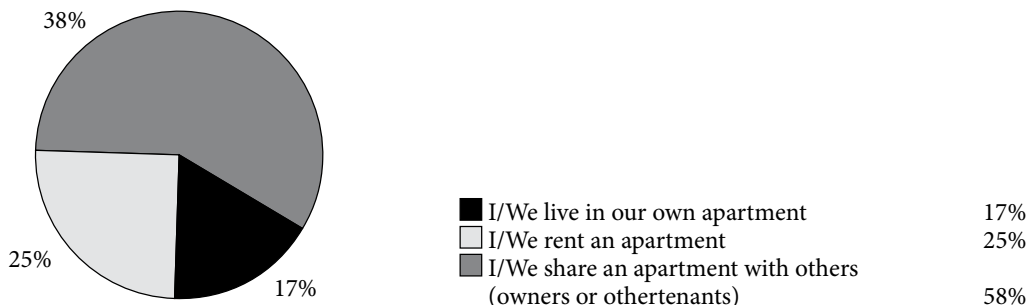 38%
25%
17%
I/We live in our own apartment 17%
I/We rent an apartment 25%
I/We share an apartment with others
(owners or othertenants) 58%